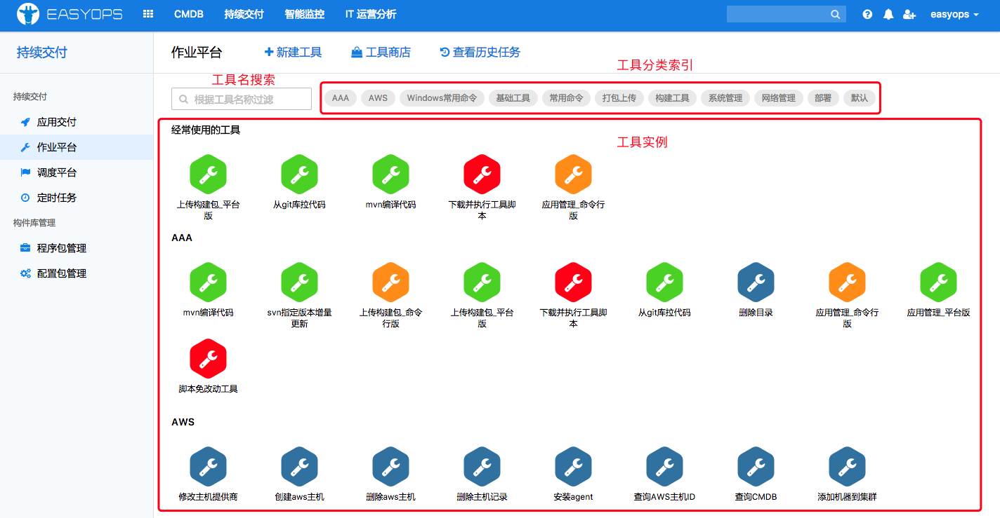 EASYOPS CMDB 持续交付 智能监控 IT 运营分析 easyops
持续交付
作业平台 新建工具 工具商店 查看历史任务
工具分类索引
工具名搜索
持续交付
根据工具名称过滤
AAA AWS Windows常用命令 基础工具 常用命令 打包上传 构建工具 系统管理 网络管理 部署 默认
应用交付
作业平台
调度平台
定时任务
构件库管理
程序包管理
配置包管理
经常使用的工具
工具实例
上传构建包_平台版
从git库拉代码
mvn编译代码
下载并执行工具脚本
应用管理_命令行版
AAA
mvn编译代码
svn指定版本增量更新
上传构建包_命令行版
上传构建包_平台版
下载并执行工具脚本
从git库拉代码
删除目录
应用管理_命令行版
应用管理_平台版
脚本免改动工具
AWS
修改主机提供商
创建aws主机
删除aws主机
删除主机记录
安装agent
查询AWS主机ID
查询CMDB
添加机器到集群